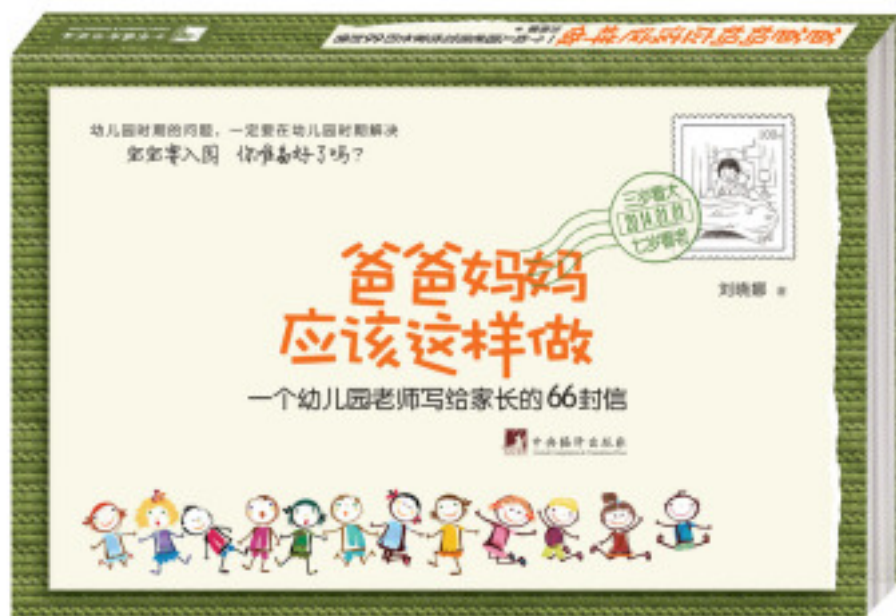 幼儿园时期的问题，一定要在幼儿园时期解决
宝宝要入园 你准备好了吗？
100
三岁看大
七岁看老
爸爸妈妈
应该这样做
刘晓娜 著
一个幼儿园老师写给家长的66封信
中央编译出版社